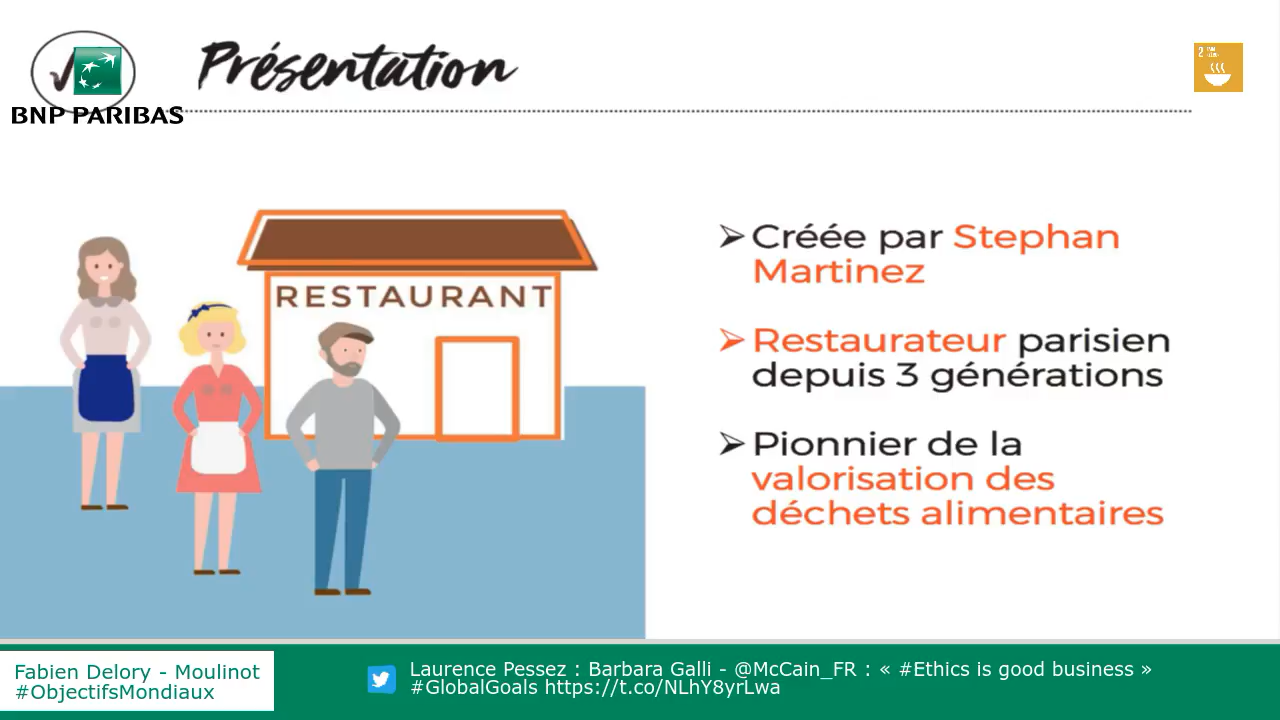 Présentation
BNP PARIBAS
2
RESTAURANT
➢Créée par Stephan
Martinez
➢Restaurateur parisien
depuis 3 générations
➢Pionnier de la
valorisation des
déchets alimentaires
Fabien Delory - Moulinot
#ObjectifsMondiaux
Laurence Pessez : Barbara Galli - @McCain_FR : « #Ethics is good business »
#GlobalGoals https://t.co/NLhY8yrLwa